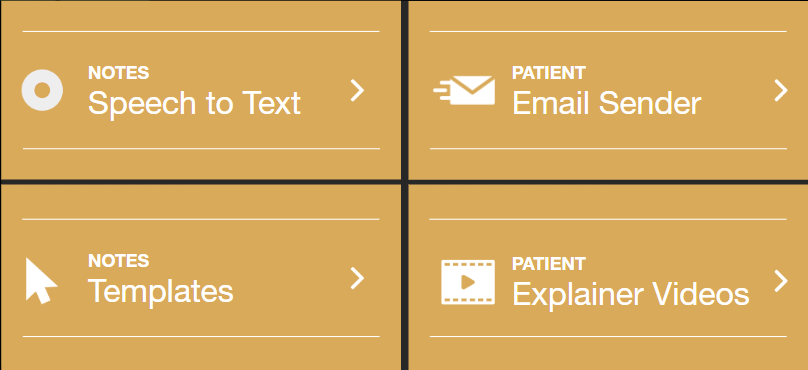 NOTES
Speech to Text
PATIENT
Email Sender
NOTES
Templates
PATIENT
Explainer Videos